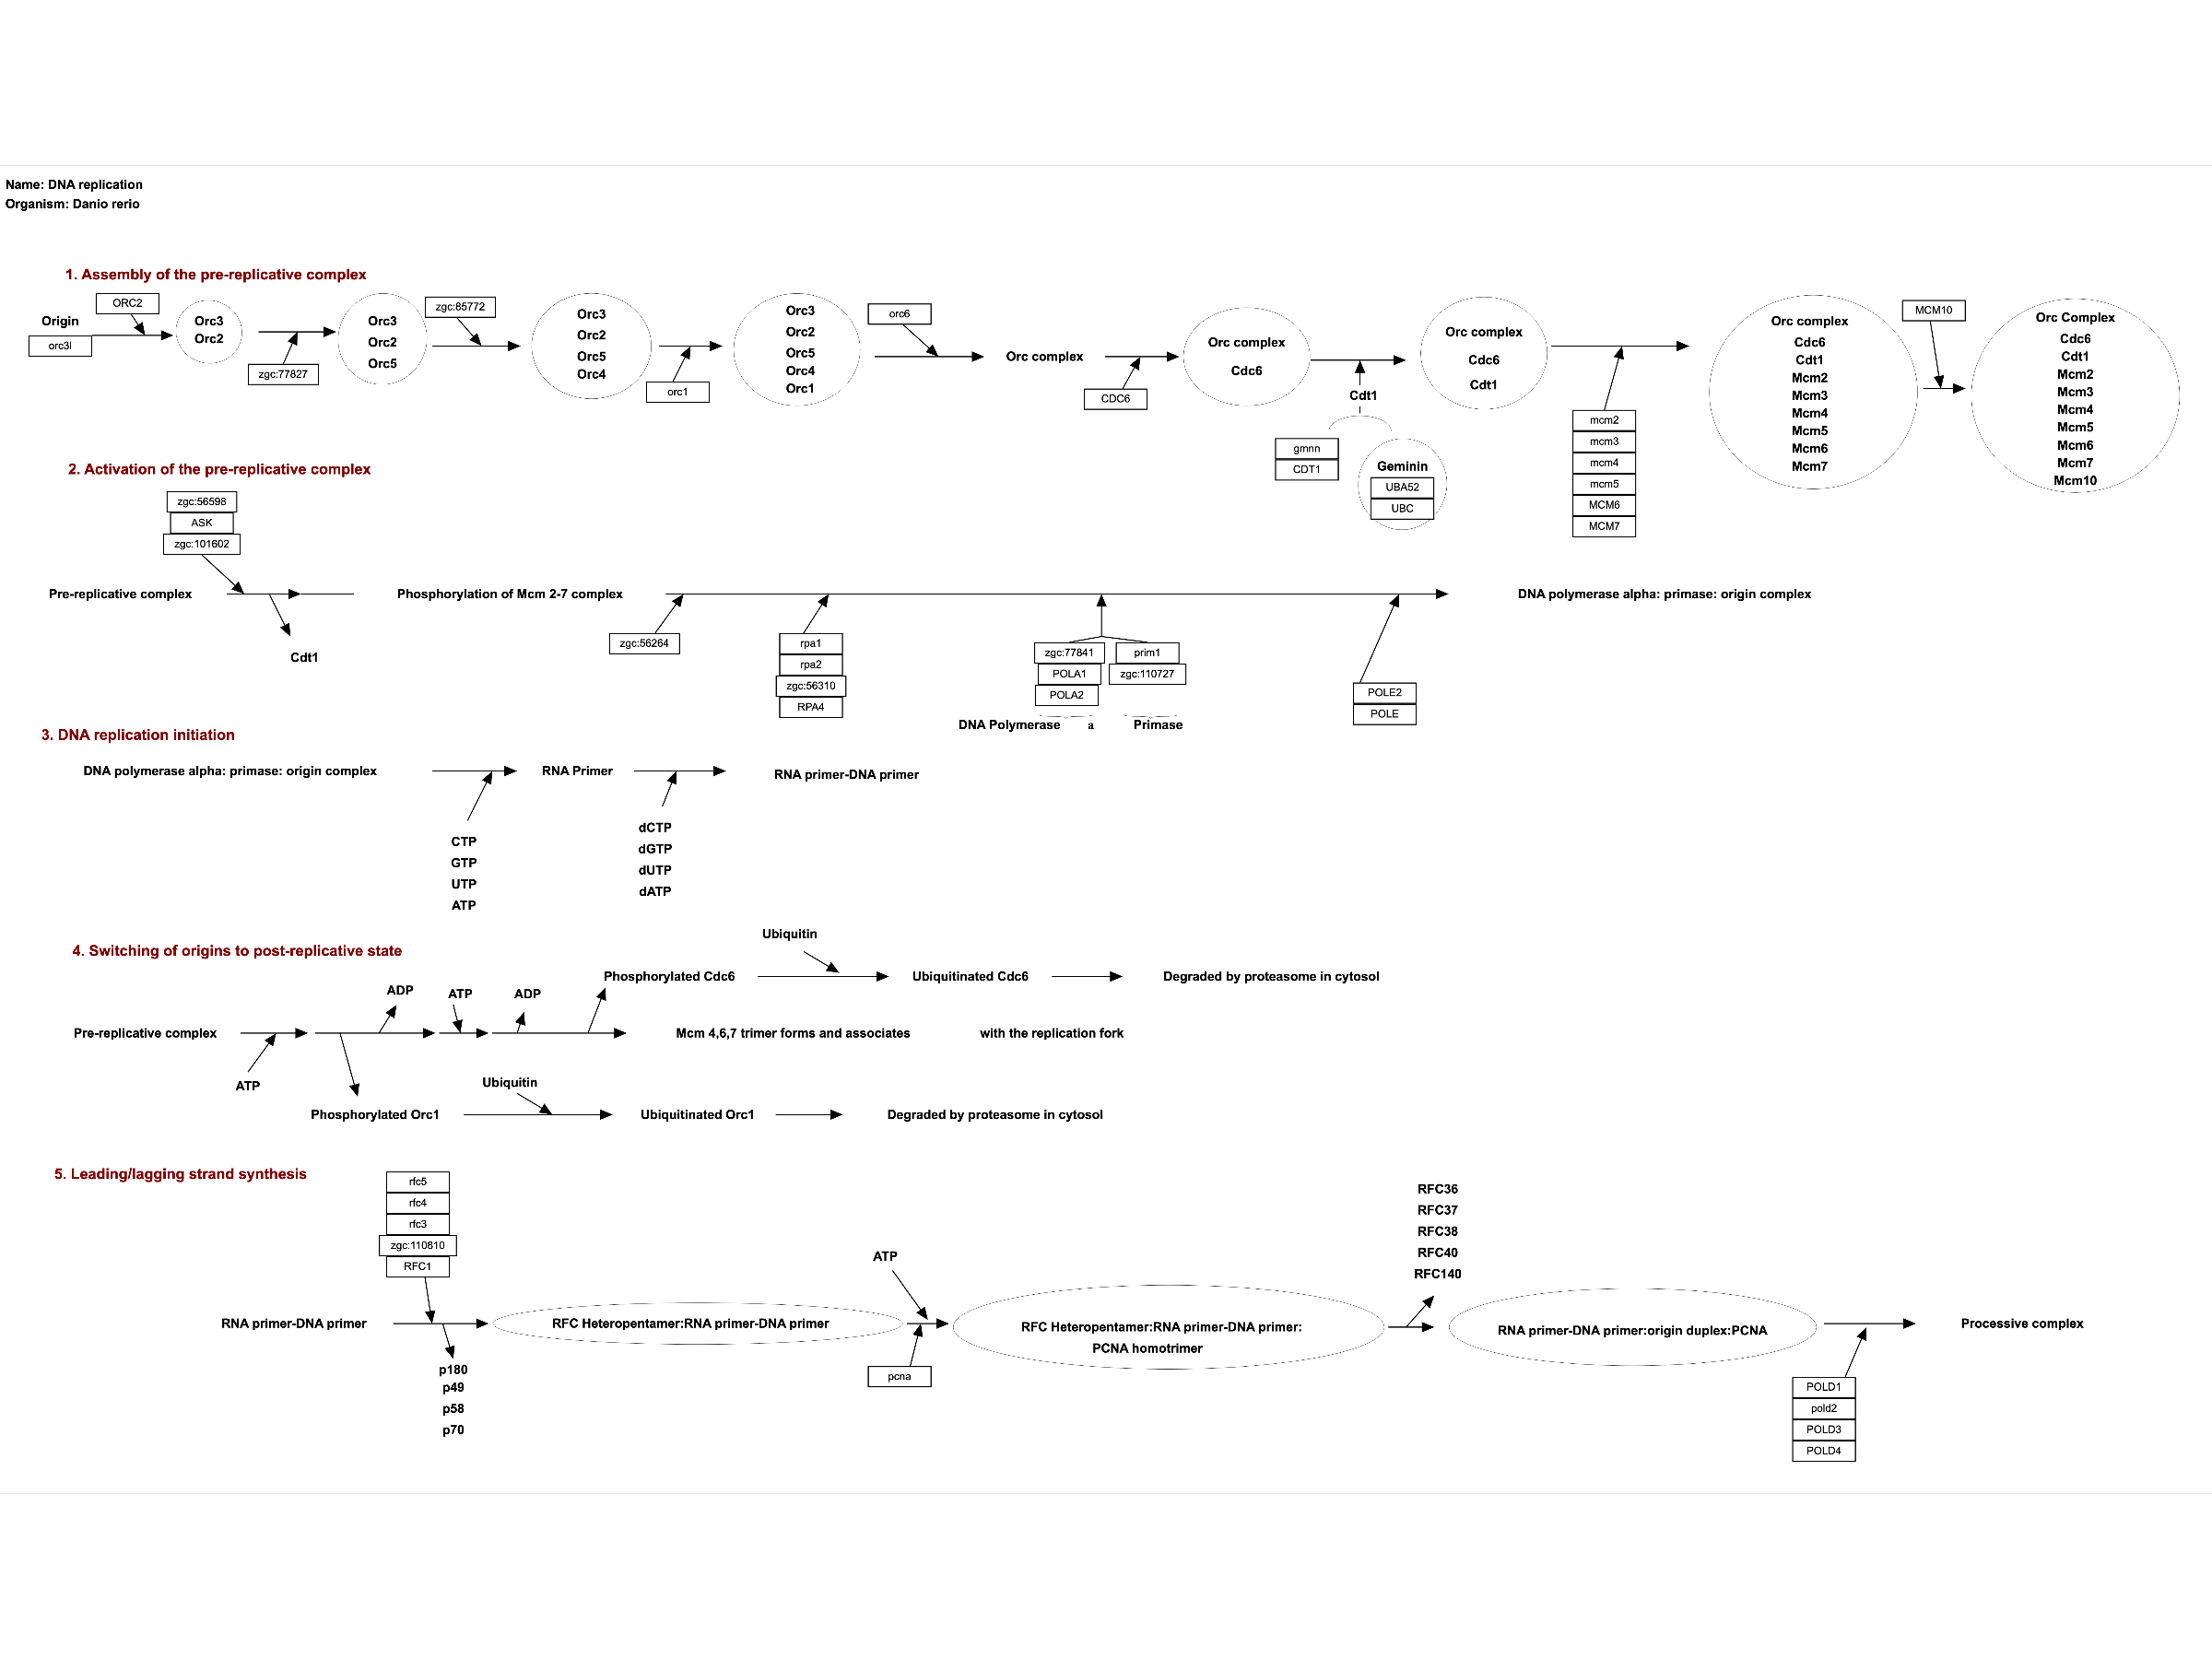 Name: DNA replication
Organism: Danio rerio
1. Assembly of the pre-replicative complex
Origin
orc3l
ORC2
Orc3
Orc2
zgc:77827
Orc3
Orc2
Orc5
zgc:85772
Orc3
Orc2
Orc5
Orc4
orc1
Orc3
Orc2
Orc5
Orc4
Orc1
orc6
Orc complex
CDC6
Orc complex
Cdc6
Cdt1
gmnn
CDT1
Geminin
UBA52
UBC
Orc complex
Cdc6
Cdt1
mcm2
mcm3
mcm4
mcm5
MCM6
MCM7
Orc complex
Cdc6
Cdt1
Mcm2
Mcm3
Mcm4
Mcm5
Mcm6
Mcm7
MCM10
Orc Complex
Cdc6
Cdt1
Mcm2
Mcm3
Mcm4
Mcm5
Mcm6
Mcm7
Mcm10
2. Activation of the pre-replicative complex
zgc:56598
ASK
zgc:101602
Pre-replicative complex
Cdt1
Phosphorylation of Mcm 2-7 complex
zgc:56264
rpa1
rpa2
zgc:56310
RPA4
zgc:77841
POLA1
POLA2
prim1
zgc:110727
DNA Polymerase a Primase
POLE2
POLE
DNA polymerase alpha: primase: origin complex
3. DNA replication initiation
DNA polymerase alpha: primase: origin complex
CTP
GTP
UTP
ATP
RNA Primer
dCTP
dGTP
dUTP
dATP
RNA primer-DNA primer
4. Switching of origins to post-replicative state
Ubiquitin
Phosphorylated Cdc6
Ubiquitinated Cdc6
Degraded by proteasome in cytosol
ADP
ATP
ADP
Pre-replicative complex
Mcm 4,6,7 trimer forms and associates with the replication fork
ATP
Ubiquitin
Phosphorylated Orc1
Ubiquitinated Orc1
Degraded by proteasome in cytosol
5. Leading/lagging strand synthesis
rfc5
rfc4
rfc3
zgc:110810
RFC1
RNA primer-DNA primer
p180
p49
p58
p70
RFC Heteropentamer:RNA primer-DNA primer
ATP
pcna
RFC Heteropentamer:RNA primer-DNA primer:
PCNA homotrimer
RFC36
RFC37
RFC38
RFC40
RFC140
RNA primer-DNA primer:origin duplex:PCNA
POLD1
pold2
POLD3
POLD4
Processive complex